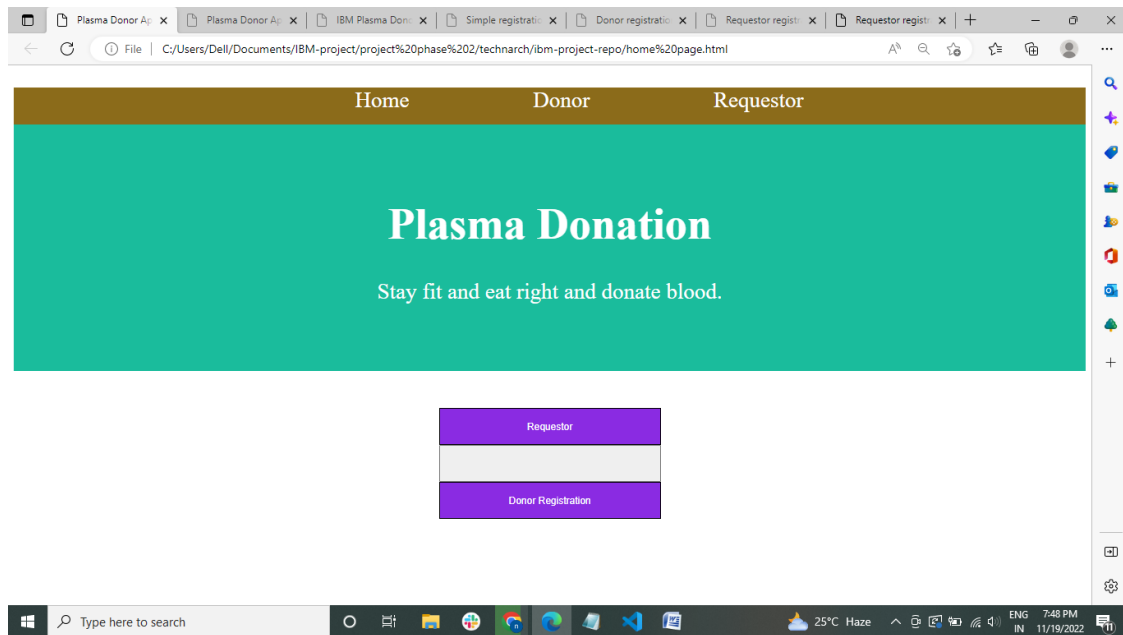 Plasma Donor Ap
Plasma Donor Ap
IBM Plasma Dono
Simple registratio
Donor registratio
Requestor registr
Requestor registr
File | C:/Users/Dell/Documents/IBM-project/project%20phase%202/technarch/ibm-project-repo/home%20page.html
Home Donor Requestor
Plasma Donation
Stay fit and eat right and donate blood.
Requestor
Donor Registration
Type here to search
25°C Haze
ENG 7:48 PM
IN 11/19/2022
11